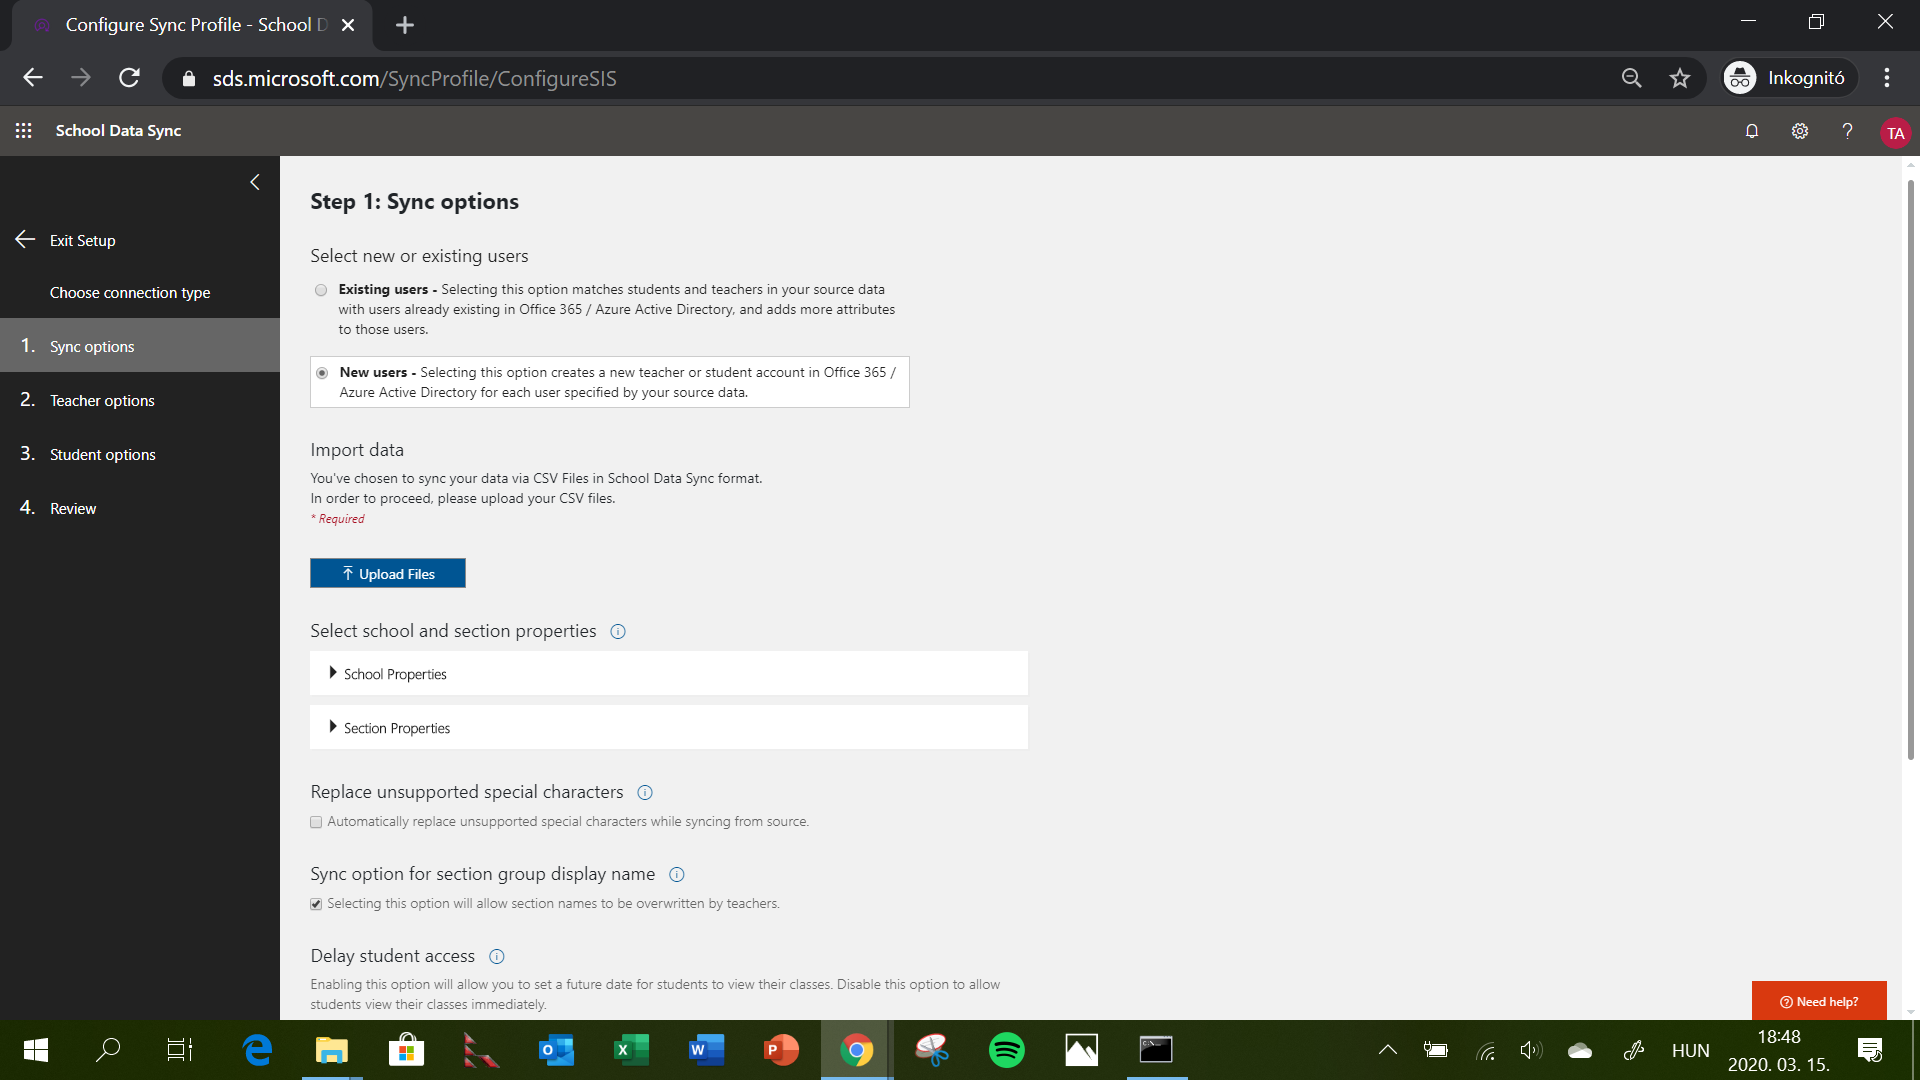 Configure Sync Profile - School D
sds.microsoft.com/SyncProfile/ConfigureSIS
Inkognitó
School Data Sync
TA
Exit Setup
Choose connection type
1. Sync options
2. Teacher options
3. Student options
4. Review
Step 1: Sync options
Select new or existing users
Existing users - Selecting this option matches students and teachers in your source data
with users already existing in Office 365 / Azure Active Directory, and adds more attributes
to those users.
New users - Selecting this option creates a new teacher or student account in Office 365 /
Azure Active Directory for each user specified by your source data.
Import data
You've chosen to sync your data via CSV Files in School Data Sync format.
In order to proceed, please upload your CSV files.
* Required
Upload Files
Select school and section properties
School Properties
Section Properties
Replace unsupported special characters
Automatically replace unsupported special characters while syncing from source.
Sync option for section group display name
Selecting this option will allow section names to be overwritten by teachers.
Delay student access
Enabling this option will allow you to set a future date for students to view their classes. Disable this option to allow
students view their classes immediately.
Need help?
HUN
18:48
2020. 03. 15.